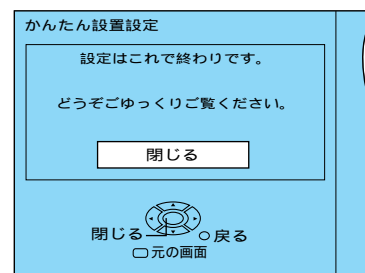 かんたん設置設定
設定はこれで終わりです。
どうぞごゆっくりご覧ください。
閉じる
閉じる
戻る
元の画面